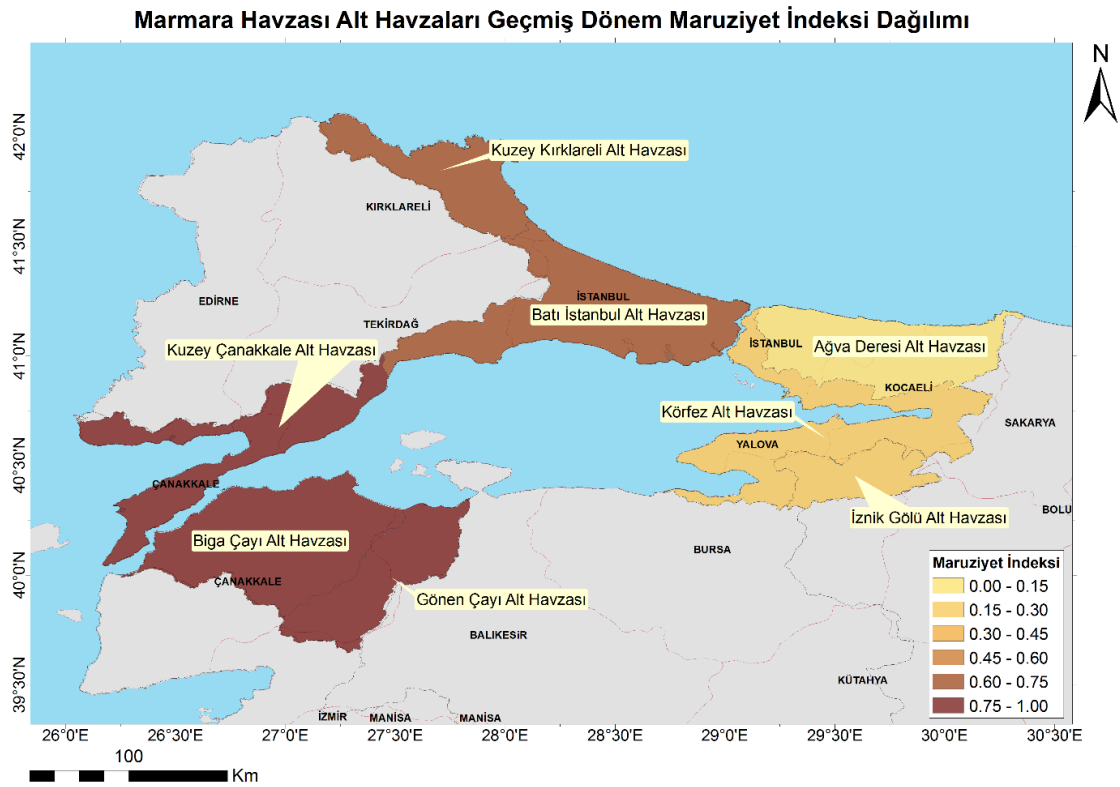 Marmara Havzası Alt Havzaları Geçmiş Dönem Maruziyet İndeksi Dağılımı
N
42°0'N
41°30'N
41°0'N
40°30'N
40°0'N
39°30'N
Kuzey Kırklareli Alt Havzası
KIRKLARELİ
EDİRNE
İSTANBUL
Batı İstanbul Alt Havzası
TEKİRDAĞ
Kuzey Çanakkale Alt Havzası
İSTANBUL
Ağva Deresi Alt Havzası
KOCAELİ
Körfez Alt Havzası
SAKARYA
YALOVA
ÇANAKKALE
İznik Gölü Alt Havzası
BOLU
Biga Çayı Alt Havzası
BURSA
ÇANAKKALE
Gönen Çayı Alt Havzası
BALIKESİR
KÜTAHYA
İZMİR
MANİSA
MANİSA
Maruziyet İndeksi
0.00 - 0.15
0.15 - 0.30
0.30 - 0.45
0.45 - 0.60
0.60 - 0.75
0.75 - 1.00
26°0'E
26°30'E
27°0'E
27°30'E
28°0'E
28°30'E
29°0'E
29°30'E
30°0'E
30°30'E
100
Km